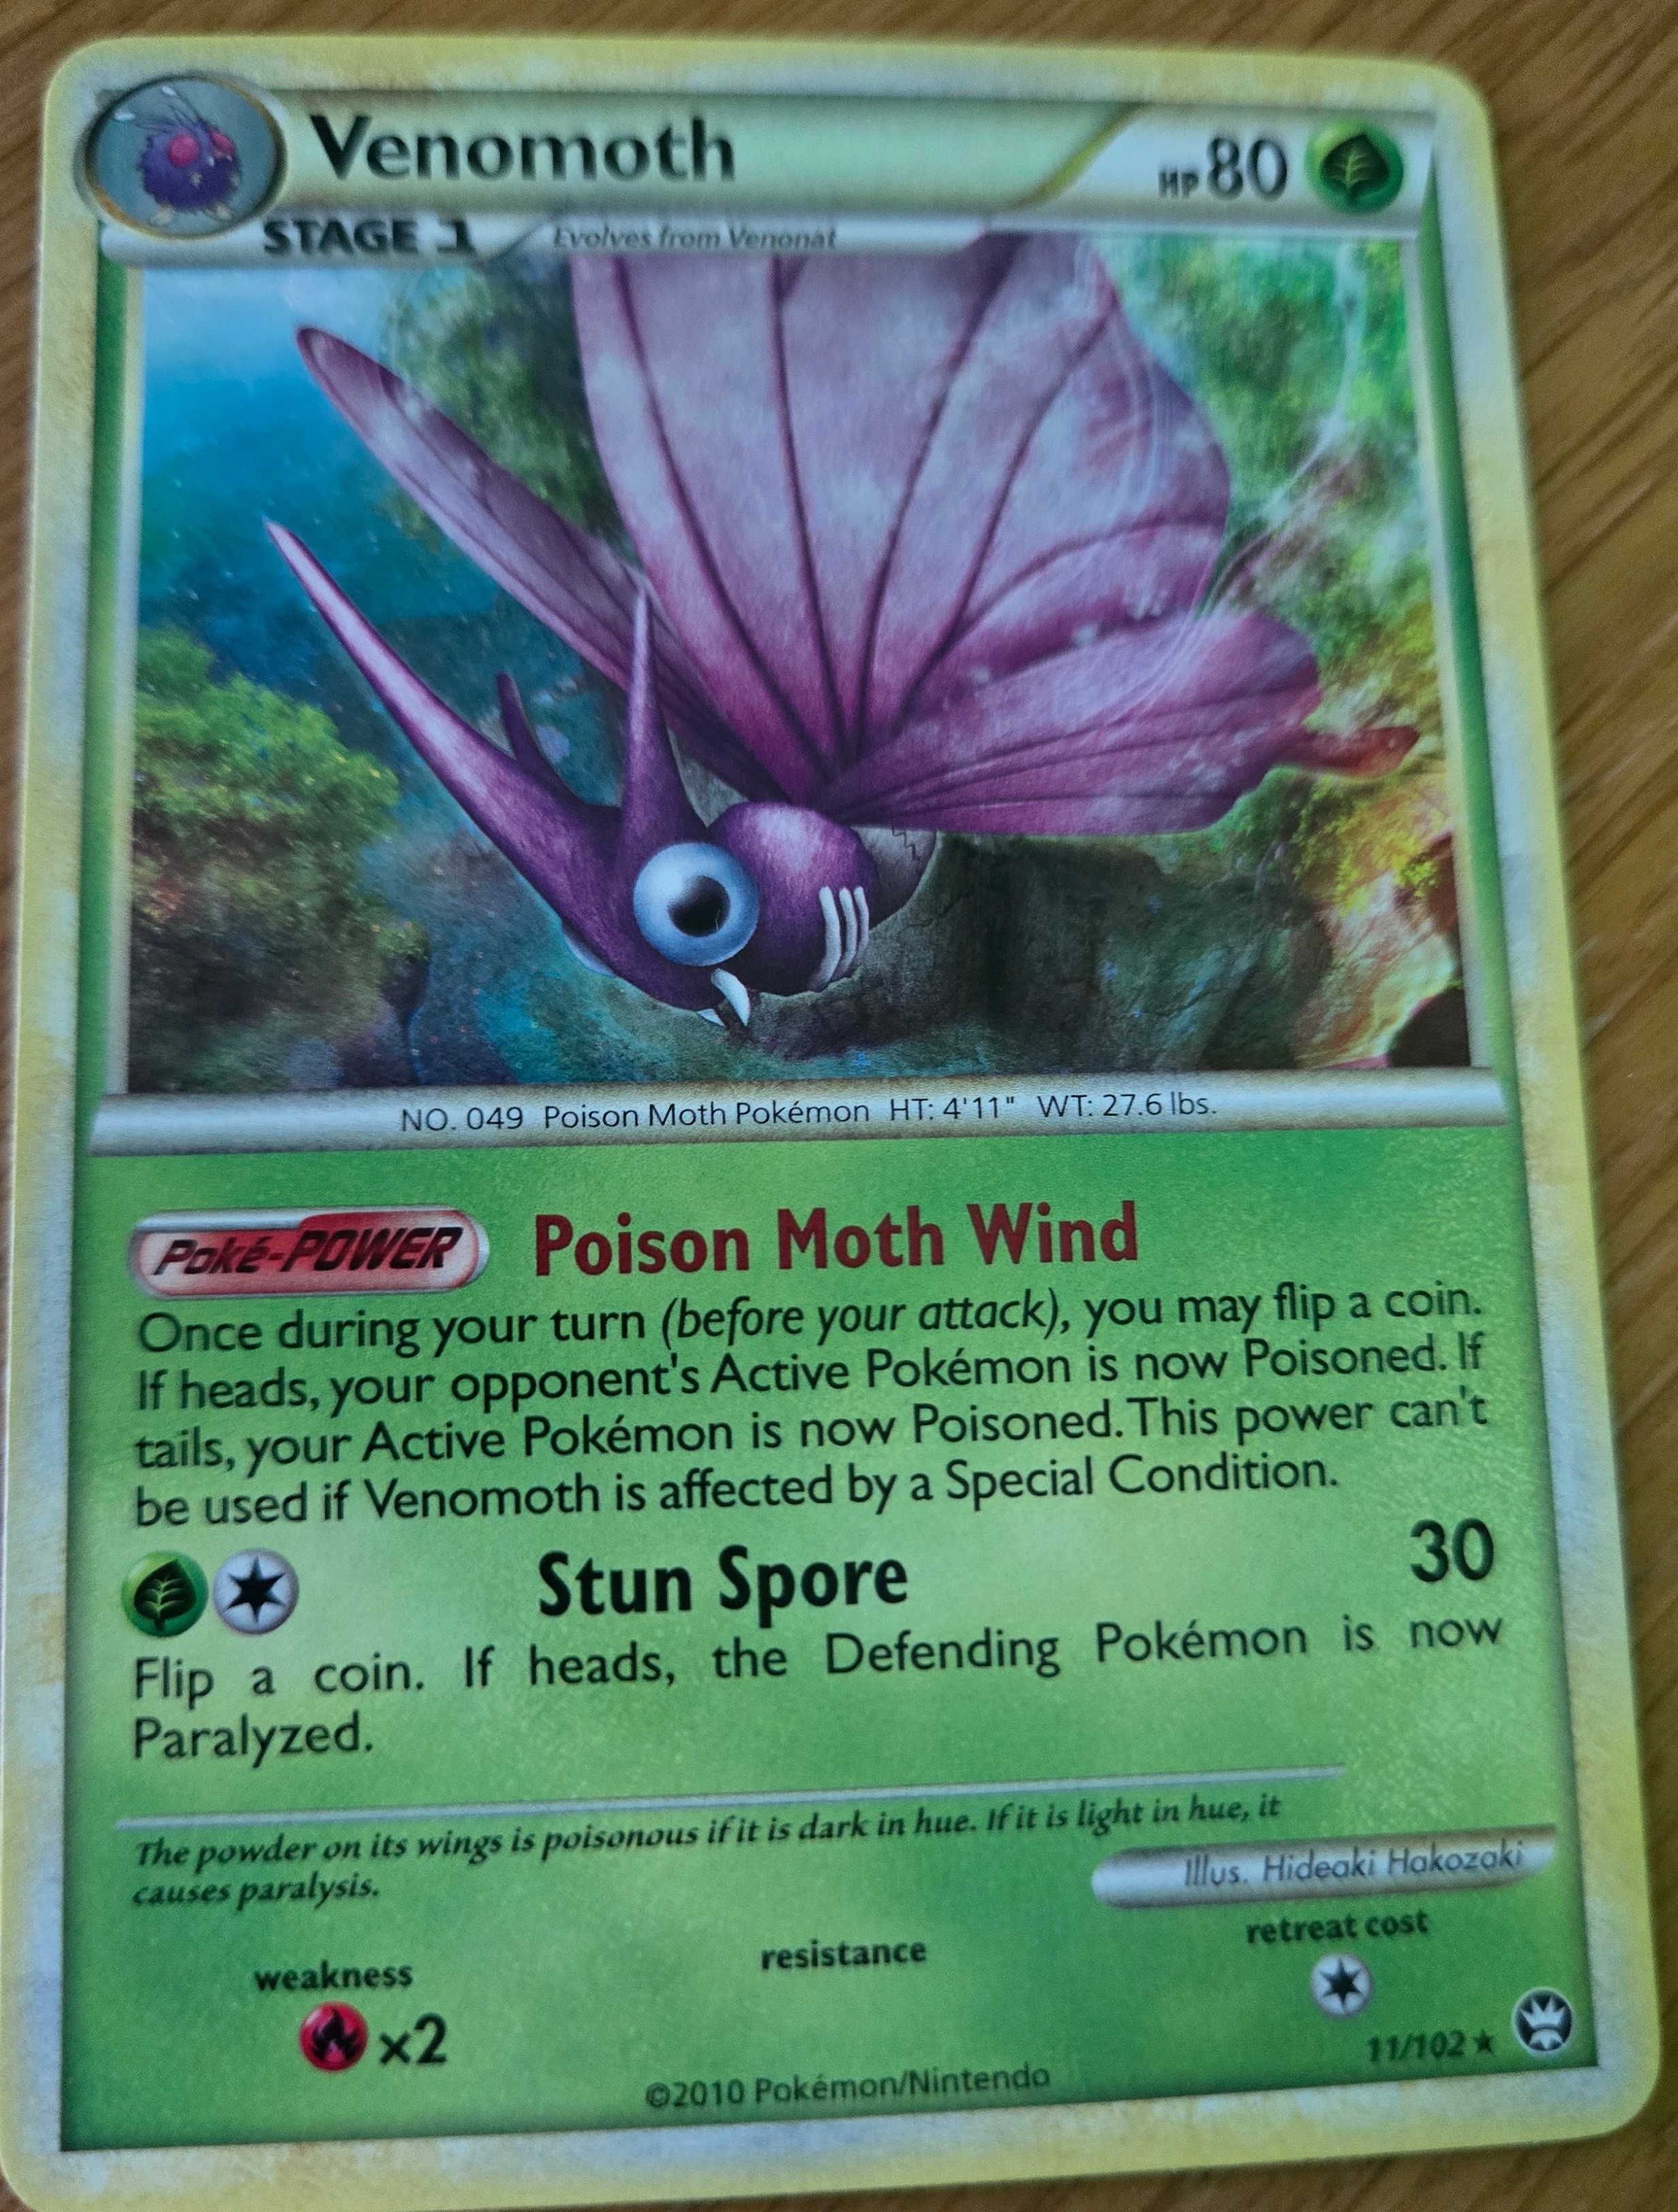 Venomoth
HP 80
STAGE 1
Evolves from Venonat
NO. 049 Poison Moth Pokémon HT: 4'11" WT: 27.6 lbs.
Poké-POWER Poison Moth Wind
Once during your turn (before your attack), you may flip a coin.
If heads, your opponent's Active Pokémon is now Poisoned. If
tails, your Active Pokémon is now Poisoned. This power can't
be used if Venomoth is affected by a Special Condition.
Stun Spore 30
Flip a coin. If heads, the Defending Pokémon is now
Paralyzed.
The powder on its wings is poisonous if it is dark in hue. If it is light in hue, it
causes paralysis.
Illus. Hideaki Hakozaki
weakness
x2
resistance
retreat cost
11/102 ★
©2010 Pokémon/Nintendo